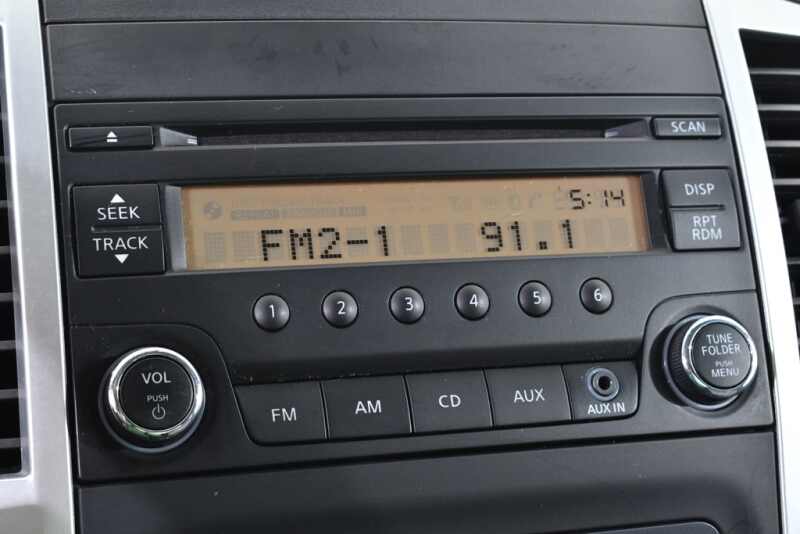 SCAN
SEEK
TRACK
5:14
FM2-1 91.1
DISP
RPT
RDM
1 2 3 4 5 6
VOL
PUSH
FM AM CD AUX
AUX IN
TUNE
FOLDER
PUSH
MENU